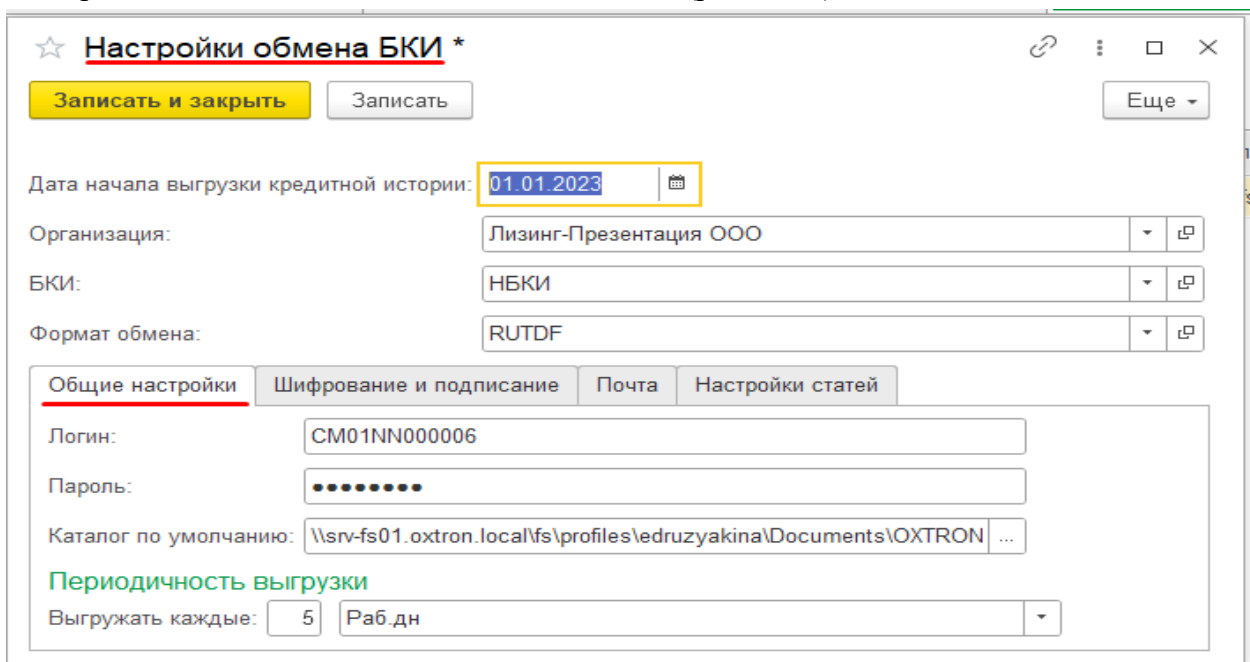 Настройки обмена БКИ *
Записать и закрыть Записать Еще
Дата начала выгрузки кредитной истории: 01.01.2023
Организация: Лизинг-Презентация ООО
БКИ: НБКИ
Формат обмена: RUTDF
Общие настройки Шифрование и подписание Почта Настройки статей
Логин: CM01NN000006
Пароль: ●●●●●●●●
Каталог по умолчанию: \\srv-fs01.oxtron.local\fs\profiles\edruzyakina\Documents\OXTRON ...
Периодичность выгрузки
Выгружать каждые: 5 Раб.дн